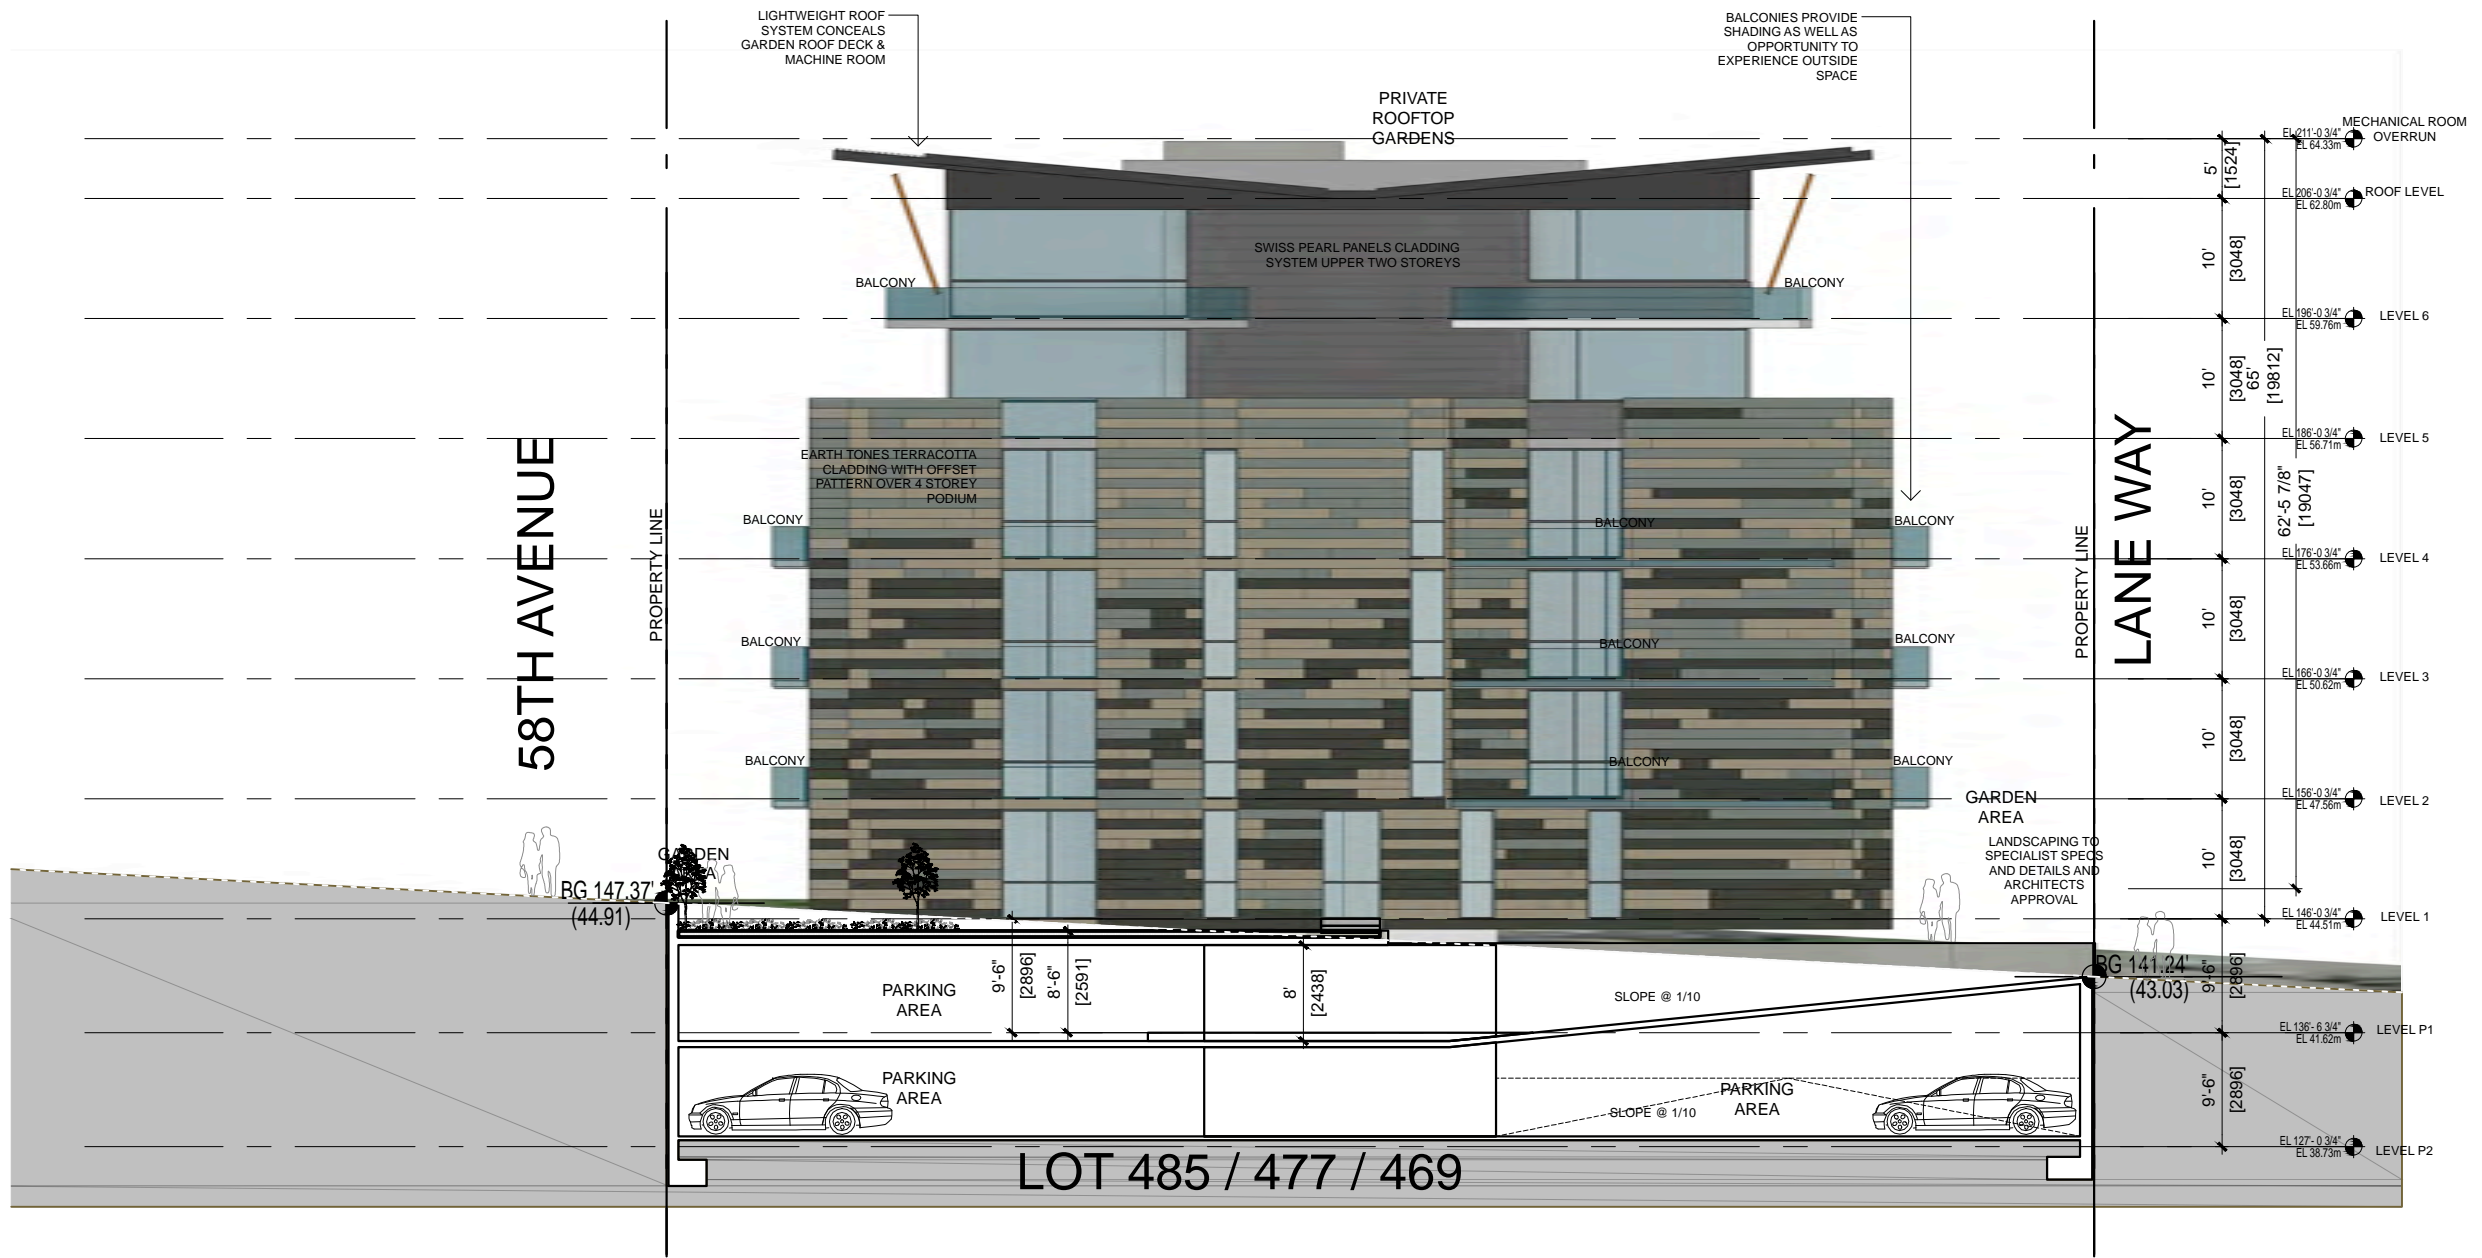 LIGHTWEIGHT ROOF
SYSTEM CONCEALS
GARDEN ROOF DECK &
MACHINE ROOM
BALCONIES PROVIDE
SHADING AS WELL AS
OPPORTUNITY TO
EXPERIENCE OUTSIDE
SPACE
PRIVATE
ROOFTOP
GARDENS
SWISS PEARL PANELS CLADDING
SYSTEM UPPER TWO STOREYS
BALCONY
BALCONY
EARTH TONES TERRACOTTA
CLADDING WITH OFFSET
PATTERN OVER 4 STOREY
PODIUM
BALCONY
BALCONY
BALCONY
BALCONY
BALCONY
BALCONY
BALCONY
BALCONY
BALCONY
58TH AVENUE
PROPERTY LINE
PROPERTY LINE
LANE WAY
GARDEN
AREA
LANDSCAPING TO
SPECIALIST SPECS
AND DETAILS AND
ARCHITECTS
APPROVAL
GARDEN
BG 147.37'
(44.91)
BG 141.24'
(43.03)
PARKING
AREA
9'-6"
[2896]
8'-6"
[2591]
8'
[2438]
SLOPE @ 1/10
PARKING
AREA
SLOPE @ 1/10
PARKING
AREA
LOT 485 / 477 / 469
5'
[1524]
10'
[3048]
10'
[3048]
10'
[3048]
10'
[3048]
10'
[3048]
10'
[3048]
9'-6"
[2896]
9'-6"
[2896]
65'
[19812]
62'-5 7/8"
[19047]
EL 211'-0 3/4"
EL 64.33m
MECHANICAL ROOM
OVERRUN
EL 206'-0 3/4"
EL 62.80m
ROOF LEVEL
EL 196'-0 3/4"
EL 59.76m
LEVEL 6
EL 186'-0 3/4"
EL 56.71m
LEVEL 5
EL 176'-0 3/4"
EL 53.66m
LEVEL 4
EL 166'-0 3/4"
EL 50.62m
LEVEL 3
EL 156'-0 3/4"
EL 47.56m
LEVEL 2
EL 146'-0 3/4"
EL 44.51m
LEVEL 1
EL 136'- 6 3/4"
EL 41.62m
LEVEL P1
EL 127'- 0 3/4"
EL 38.73m
LEVEL P2